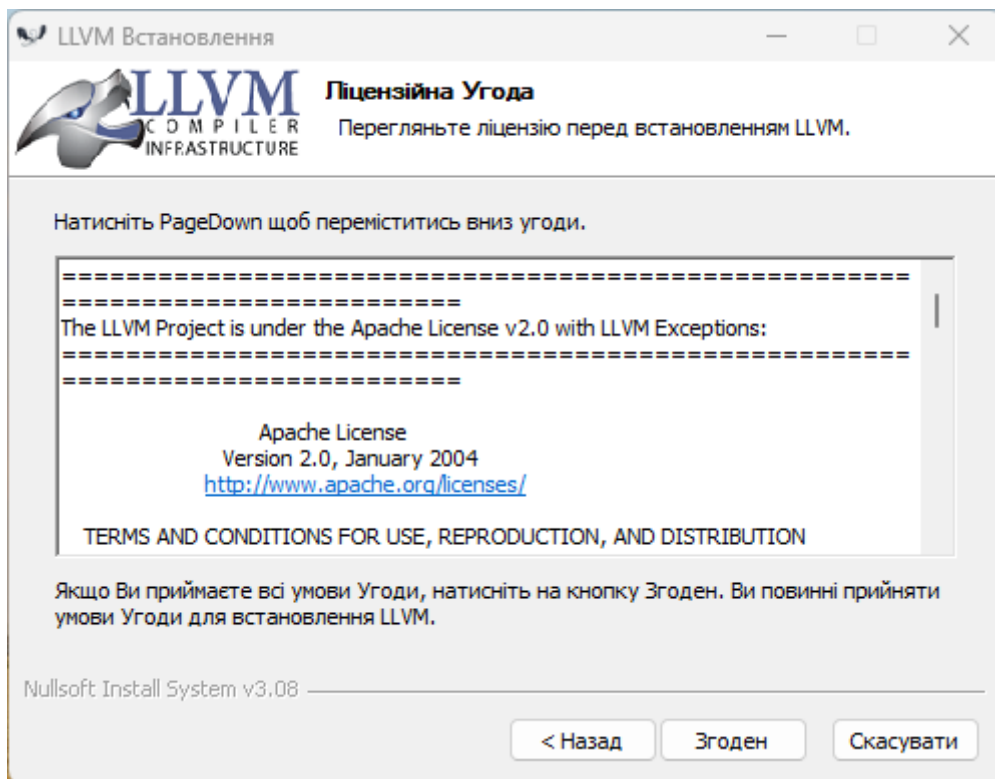 LLVM Встановлення
LLVM
COMPILER
INFRASTRUCTURE
Ліцензійна Угода
Перегляньте ліцензію перед встановленням LLVM.
Натисніть PageDown щоб переміститись вниз угоди.
=====================================================
=========================
The LLVM Project is under the Apache License v2.0 with LLVM Exceptions:
=====================================================
=========================
Apache License
Version 2.0, January 2004
http://www.apache.org/licenses/
TERMS AND CONDITIONS FOR USE, REPRODUCTION, AND DISTRIBUTION
Якщо Ви приймаєте всі умови Угоди, натисніть на кнопку Згоден. Ви повинні прийняти
умови Угоди для встановлення LLVM.
Nullsoft Install System v3.08
< Назад
Згоден
Скасувати